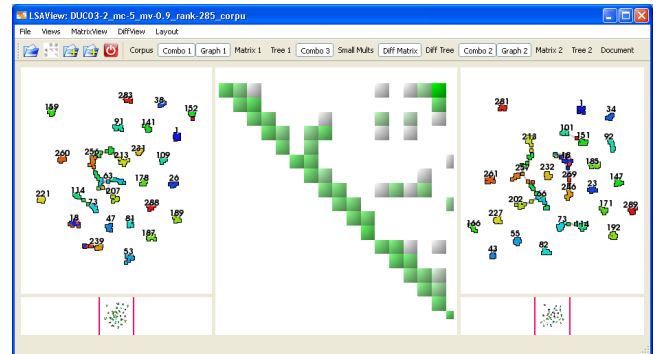 LSAView: DUC03-2_mc-5_mv-0.9_rank-285_corpu
File Views MatrixView DiffView Layout
Corpus Combo 1 Graph 1 Matrix 1 Tree 1 Combo 3 Small Mults Diff Matrix Diff Tree Combo 2 Graph 2 Matrix 2 Tree 2 Document
283 38
159 152
91 141 1
260 256 213 231 109
63 178 26
221 114 207
73 288
18 47 81 189
239 187
53
281 1 34
101 151 92
213
18 185
261 257 232 269 147
246 23
202 66
227 171 289
166 73 114 192
55
43 82